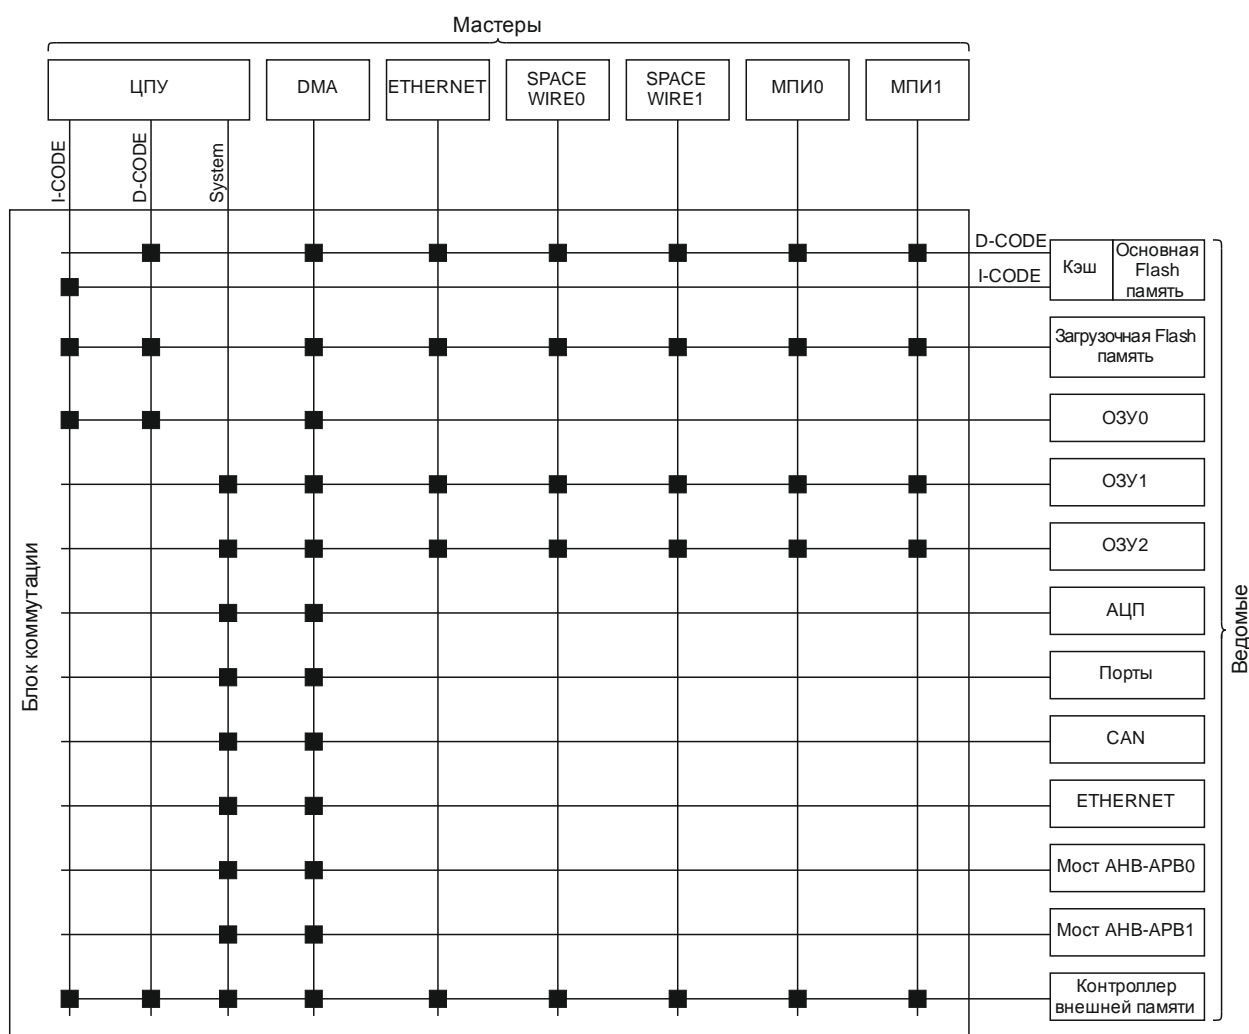 Мастеры
ЦПУ
DMA
ETHERNET
SPACE
WIRE0
SPACE
WIRE1
МПИ0
МПИ1
I-CODE
D-CODE
System
D-CODE
I-CODE
Кэш
Основная
Flash
память
Загрузочная Flash
память
ОЗУ0
ОЗУ1
ОЗУ2
АЦП
Порты
CAN
ETHERNET
Мост AHB-APB0
Мост AHB-APB1
Контроллер
внешней памяти
Блок коммутации
Ведомые